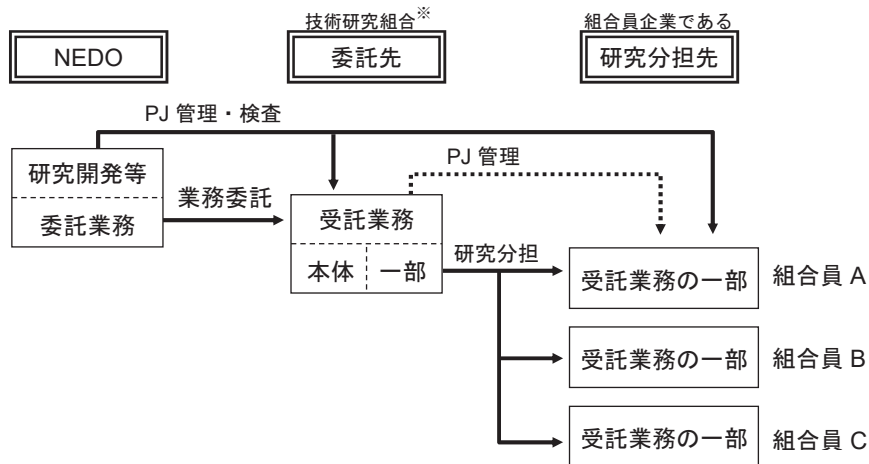 技術研究組合※
組合員企業である
NEDO
委託先
研究分担先
PJ 管理・検査
PJ 管理
研究開発等
業務委託
委託業務
受託業務
研究分担
本体
一部
受託業務の一部
組合員 A
受託業務の一部
組合員 B
受託業務の一部
組合員 C